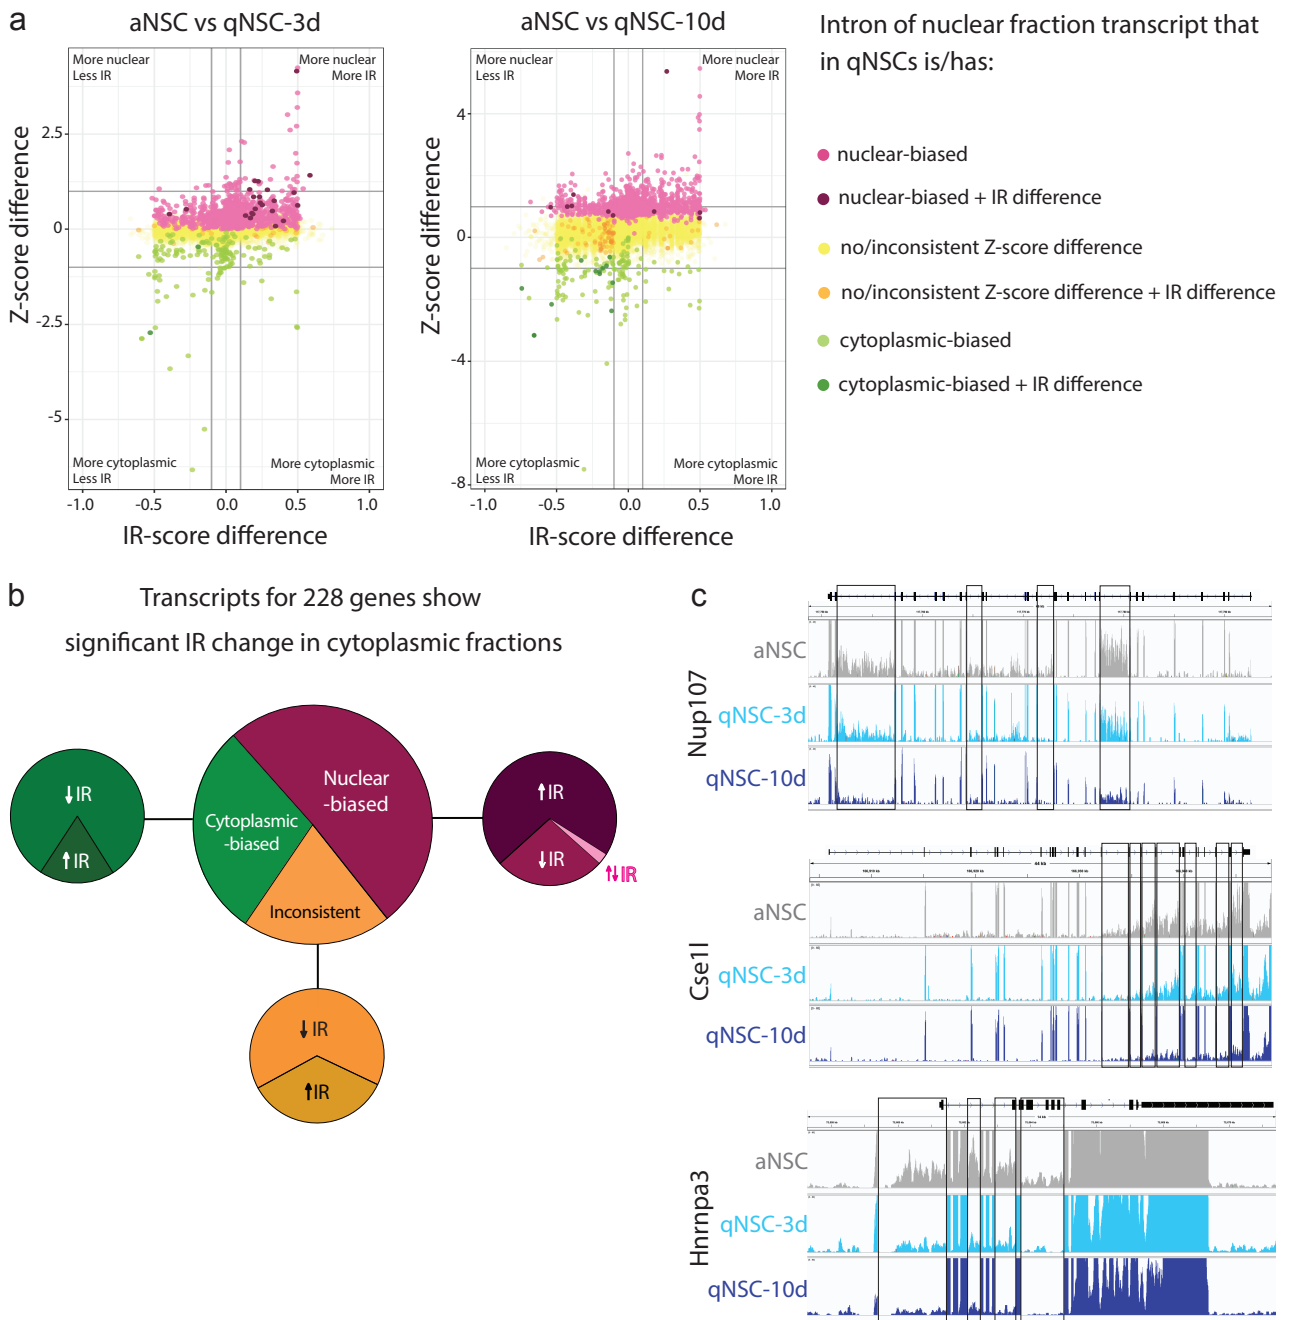 a
aNSC vs qNSC-3d
aNSC vs qNSC-10d
Intron of nuclear fraction transcript that
in qNSCs is/has:
More nuclear
Less IR
More nuclear
More IR
More nuclear
Less IR
More nuclear
More IR
Z-score difference
2.5
0
-2.5
-5
Z-score difference
4
0
-4
-8
More cytoplasmic
Less IR
More cytoplasmic
More IR
More cytoplasmic
Less IR
More cytoplasmic
More IR
-1.0 -0.5 0.0 0.5 1.0
-1.0 -0.5 0.0 0.5 1.0
IR-score difference
IR-score difference
nuclear-biased
nuclear-biased + IR difference
no/inconsistent Z-score difference
no/inconsistent Z-score difference + IR difference
cytoplasmic-biased
cytoplasmic-biased + IR difference
b
Transcripts for 228 genes show
significant IR change in cytoplasmic fractions
↓IR
↑IR
Cytoplasmic
-biased
Nuclear
-biased
Inconsistent
↑IR
↓IR
↑↓IR
↓IR
↑IR
c
Nup107
aNSC
qNSC-3d
qNSC-10d
Cse1l
44 kb
aNSC
qNSC-3d
qNSC-10d
Hnrnpa3
aNSC
qNSC-3d
qNSC-10d